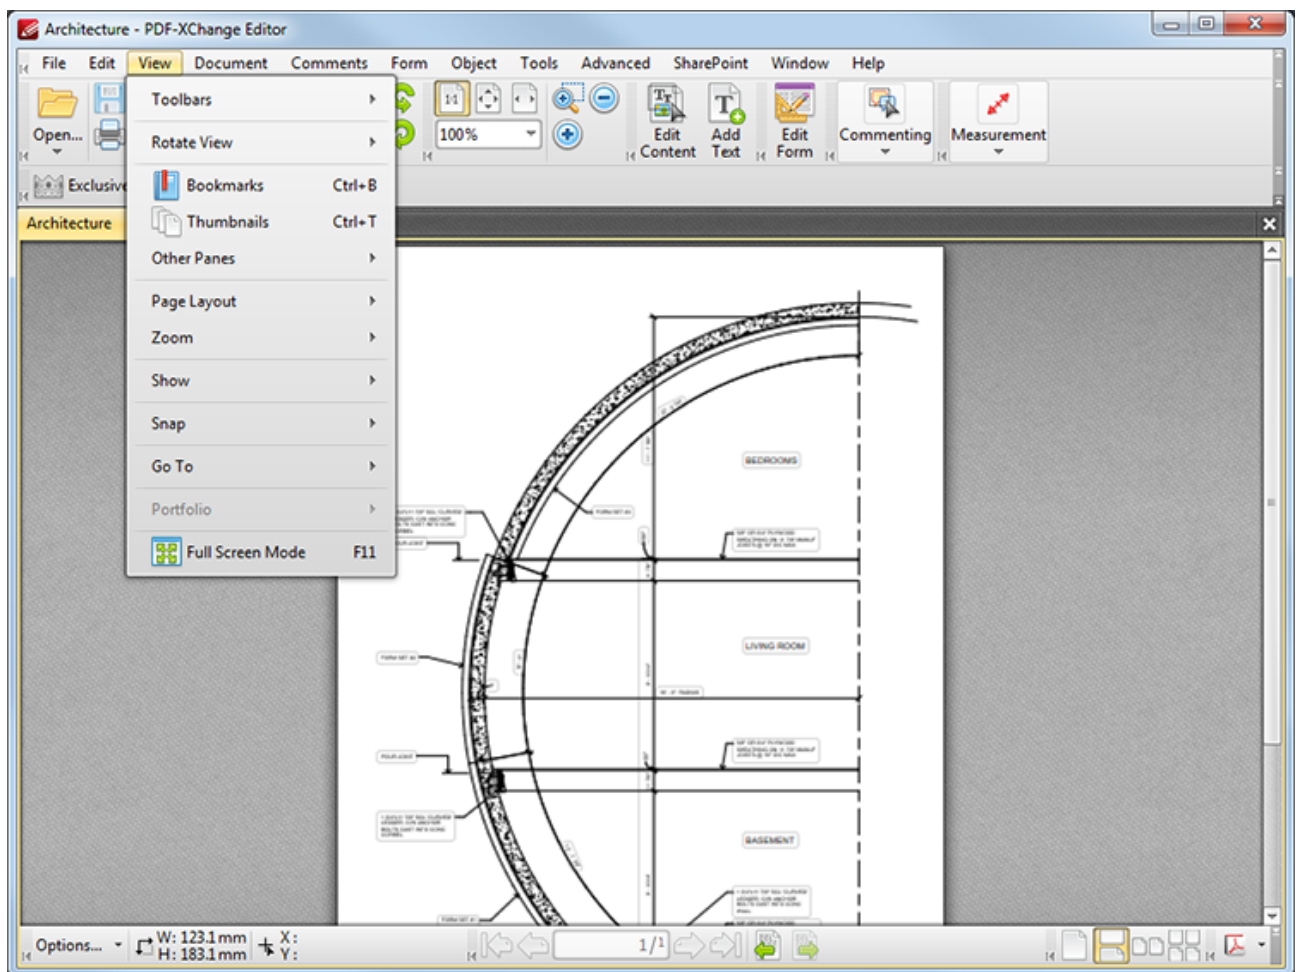 Architecture - PDF-XChange Editor
File Edit View Document Comments Form Object Tools Advanced SharePoint Window Help
Open...
1:1
100%
Edit Content
Add Text
Edit Form
Commenting
Measurement
Exclusive
Architecture
Toolbars
Rotate View
Bookmarks Ctrl+B
Thumbnails Ctrl+T
Other Panes
Page Layout
Zoom
Show
Snap
Go To
Portfolio
Full Screen Mode F11
BEDROOMS
LIVING ROOM
BASEMENT
Options...
W: 123.1 mm
H: 183.1 mm
X:
Y:
1/1